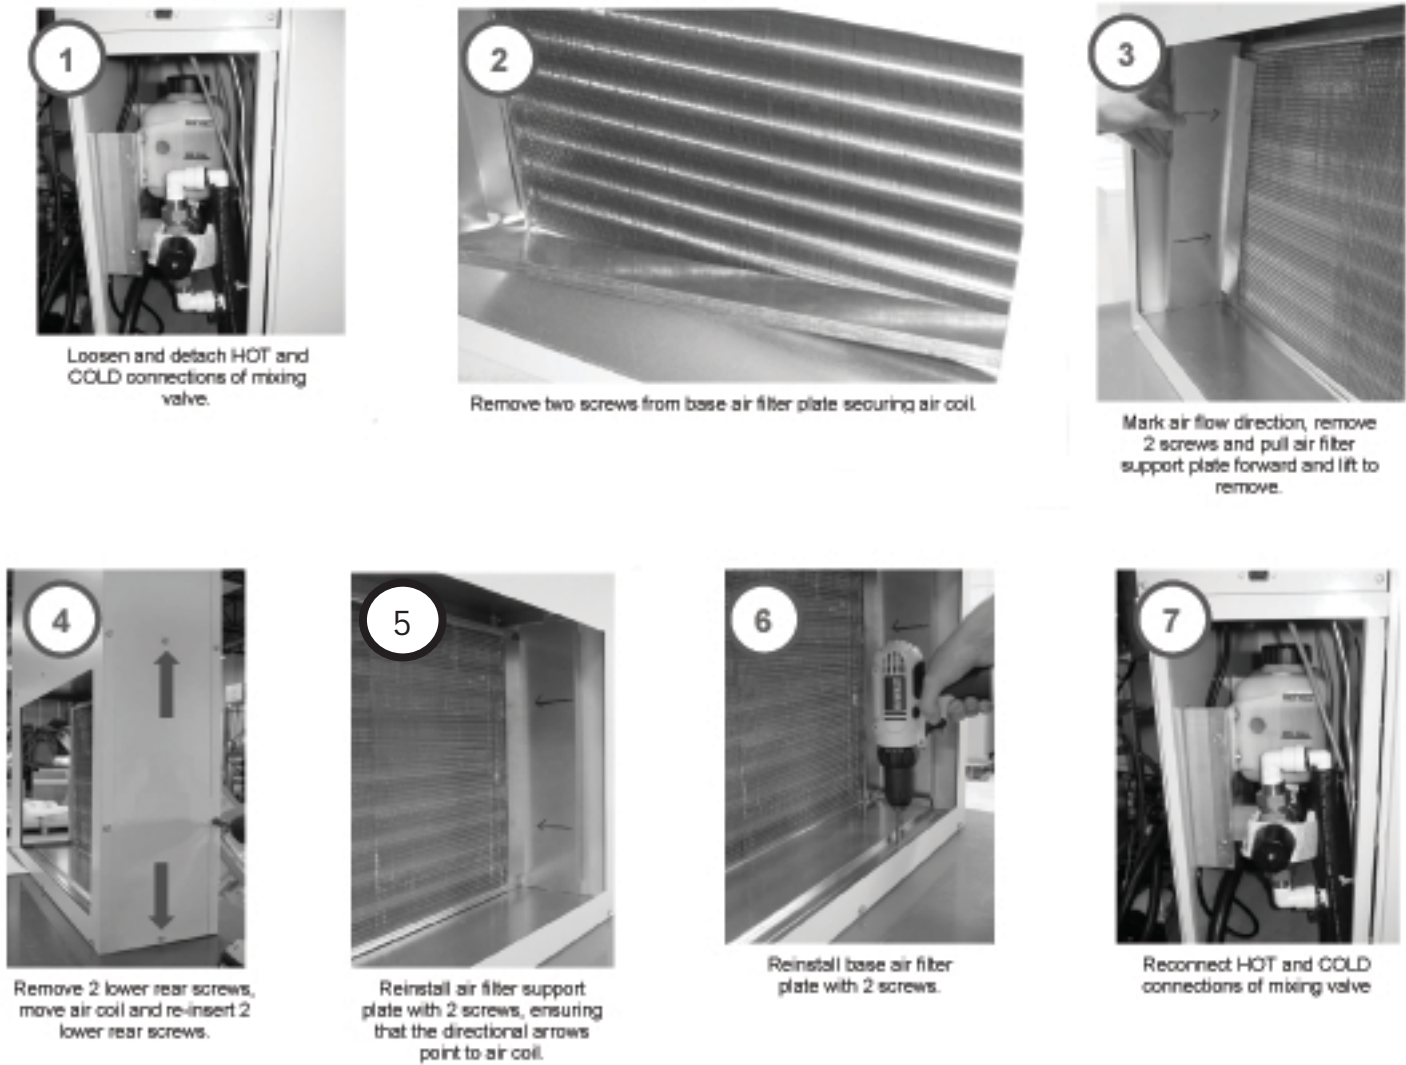 1
Loosen and detach HOT and
COLD connections of mixing
valve.
2
Remove two screws from base air filter plate securing air coil.
3
Mark air flow direction, remove
2 screws and pull air filter
support plate forward and lift to
remove.
4
Remove 2 lower rear screws,
move air coil and re-insert 2
lower rear screws.
5
Reinstall air filter support
plate with 2 screws, ensuring
that the directional arrows
point to air coil.
6
Reinstall base air filter
plate with 2 screws.
7
Reconnect HOT and COLD
connections of mixing valve